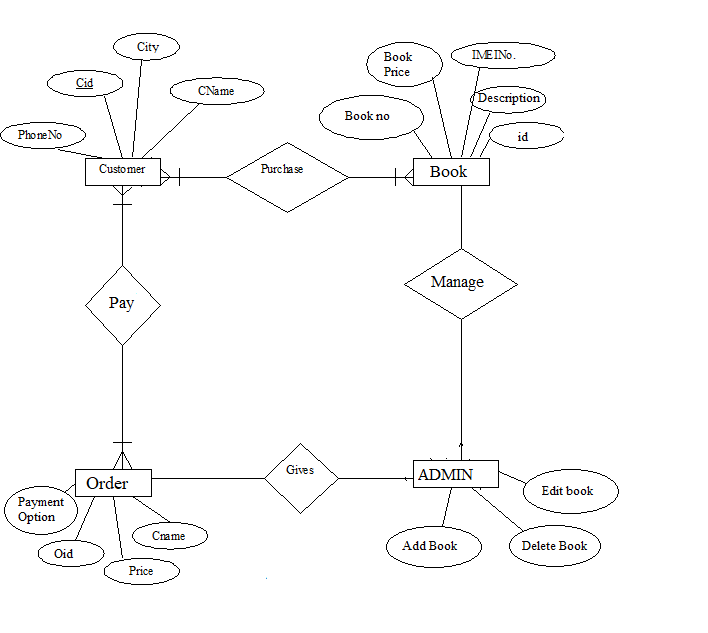 City
Cid
CName
PhoneNo
Customer
Purchase
Book
Price
IMEINo.
Description
Book no
id
Book
Pay
Manage
Order
Gives
ADMIN
Payment
Option
Oid
Price
Cname
Add Book
Delete Book
Edit book